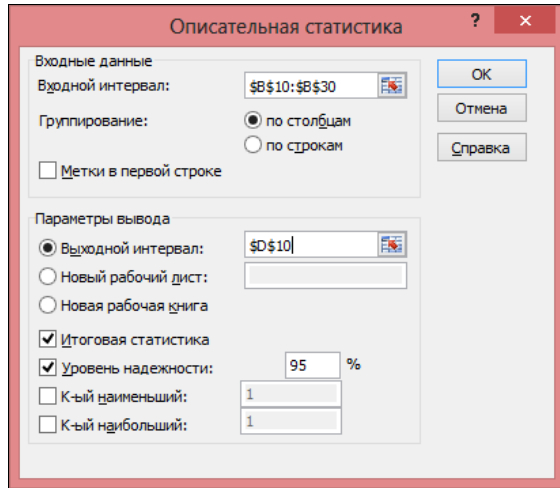 Описательная статистика ? ×
Входные данные
Входной интервал: $B$10:$B$30
Группирование: по столбцам
по строкам
Метки в первой строке
ОК
Отмена
Справка
Параметры вывода
Выходной интервал: $D$10
Новый рабочий лист:
Новая рабочая книга
Итоговая статистика
Уровень надежности: 95 %
К-ый наименьший: 1
К-ый наибольший: 1